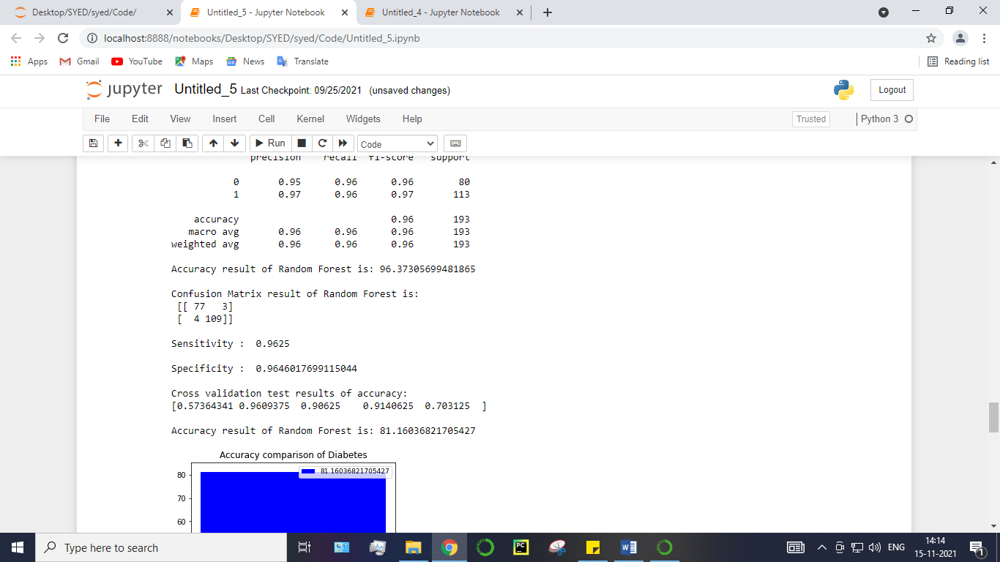 Desktop/SYED/syed/Code/
Untitled_5 - Jupyter Notebook
Untitled_4 - Jupyter Notebook
localhost:8888/notebooks/Desktop/SYED/syed/Code/Untitled_5.ipynb
Apps Gmail YouTube Maps News Translate Reading list
jupyter Untitled_5 Last Checkpoint: 09/25/2021 (unsaved changes) Logout
File Edit View Insert Cell Kernel Widgets Help Trusted Python 3
Run Code
precision recall f1-score support
0 0.95 0.96 0.96 80
1 0.97 0.96 0.97 113
accuracy 0.96 193
macro avg 0.96 0.96 0.96 193
weighted avg 0.96 0.96 0.96 193
Accuracy result of Random Forest is: 96.37305699481865
Confusion Matrix result of Random Forest is:
[[ 77 3]
[ 4 109]]
Sensitivity : 0.9625
Specificity : 0.9646017699115044
Cross validation test results of accuracy:
[0.57364341 0.9609375 0.90625 0.9140625 0.703125 ]
Accuracy result of Random Forest is: 81.16036821705427
Accuracy comparison of Diabetes
81.16036821705427
80
70
60
Type here to search
PC
W
ENG
14:14
15-11-2021
1